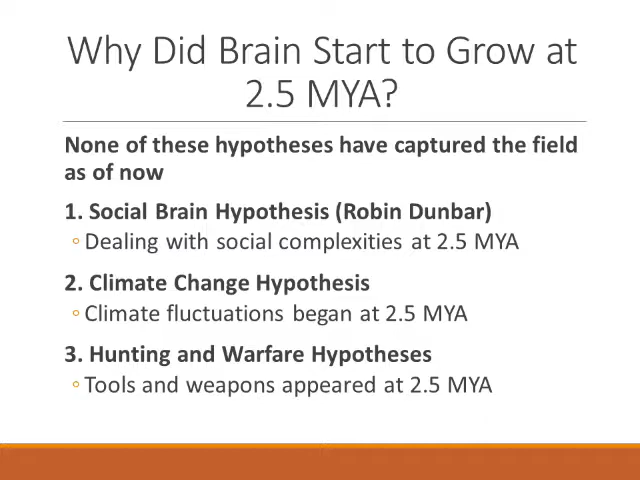 Why Did Brain Start to Grow at
2.5 MYA?
None of these hypotheses have captured the field
as of now
1. Social Brain Hypothesis (Robin Dunbar)
◦ Dealing with social complexities at 2.5 MYA
2. Climate Change Hypothesis
◦ Climate fluctuations began at 2.5 MYA
3. Hunting and Warfare Hypotheses
◦ Tools and weapons appeared at 2.5 MYA